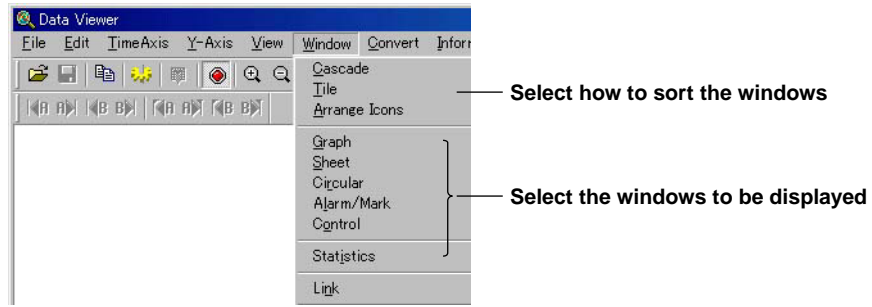 Data Viewer
File Edit TimeAxis Y-Axis View Window Convert
A A B B A A B B
Cascade
Tile
Arrange Icons
Select how to sort the windows
Graph
Sheet
Circular
Alarm/Mark
Control
Select the windows to be displayed
Statistics
Link